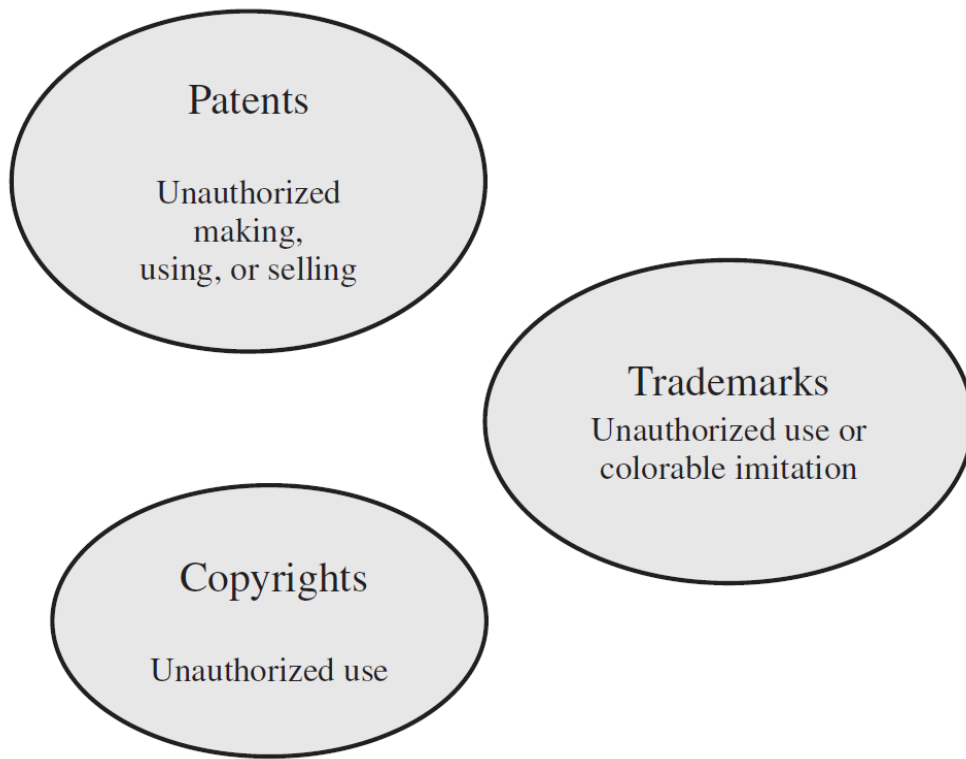 Patents
Unauthorized
making,
using, or selling
Trademarks
Unauthorized use or
colorable imitation
Copyrights
Unauthorized use